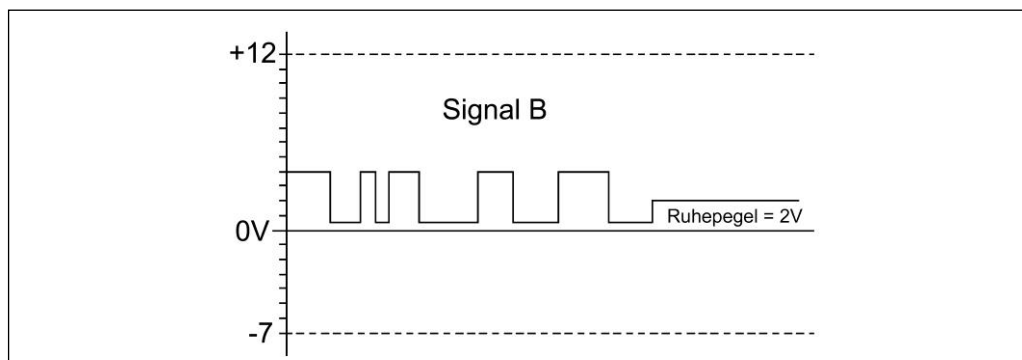 +12
Signal B
Ruhepegel = 2V
0V
-7